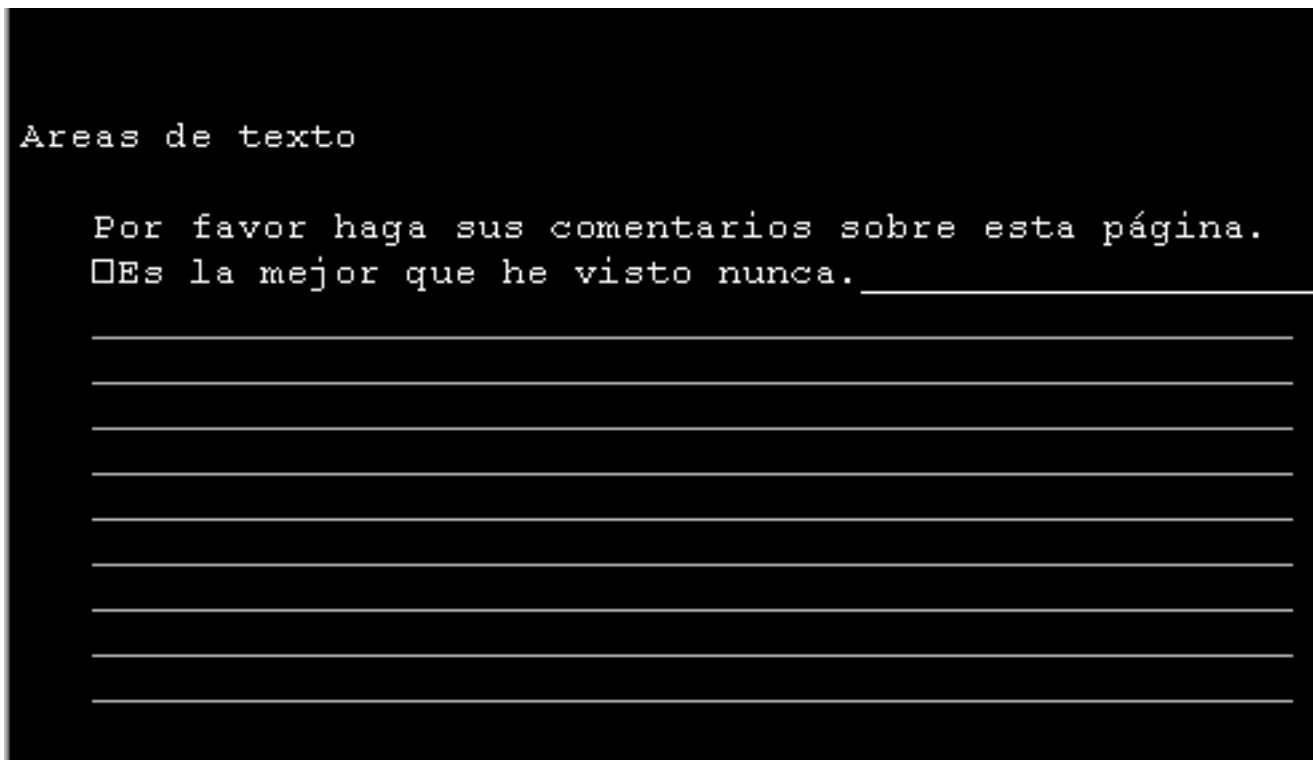 Areas de texto
Por favor haga sus comentarios sobre esta página.
□Es la mejor que he visto nunca.